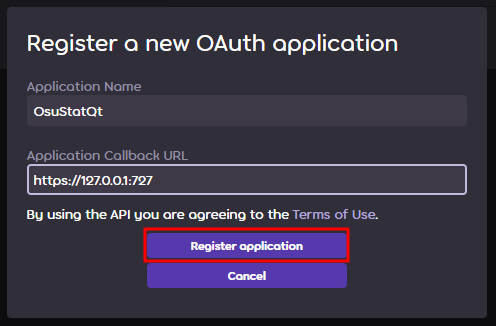 Register a new OAuth application
Application Name
OsuStatQt
Application Callback URL
https://127.0.0.1:727
By using the API you are agreeing to the Terms of Use.
Register application
Cancel